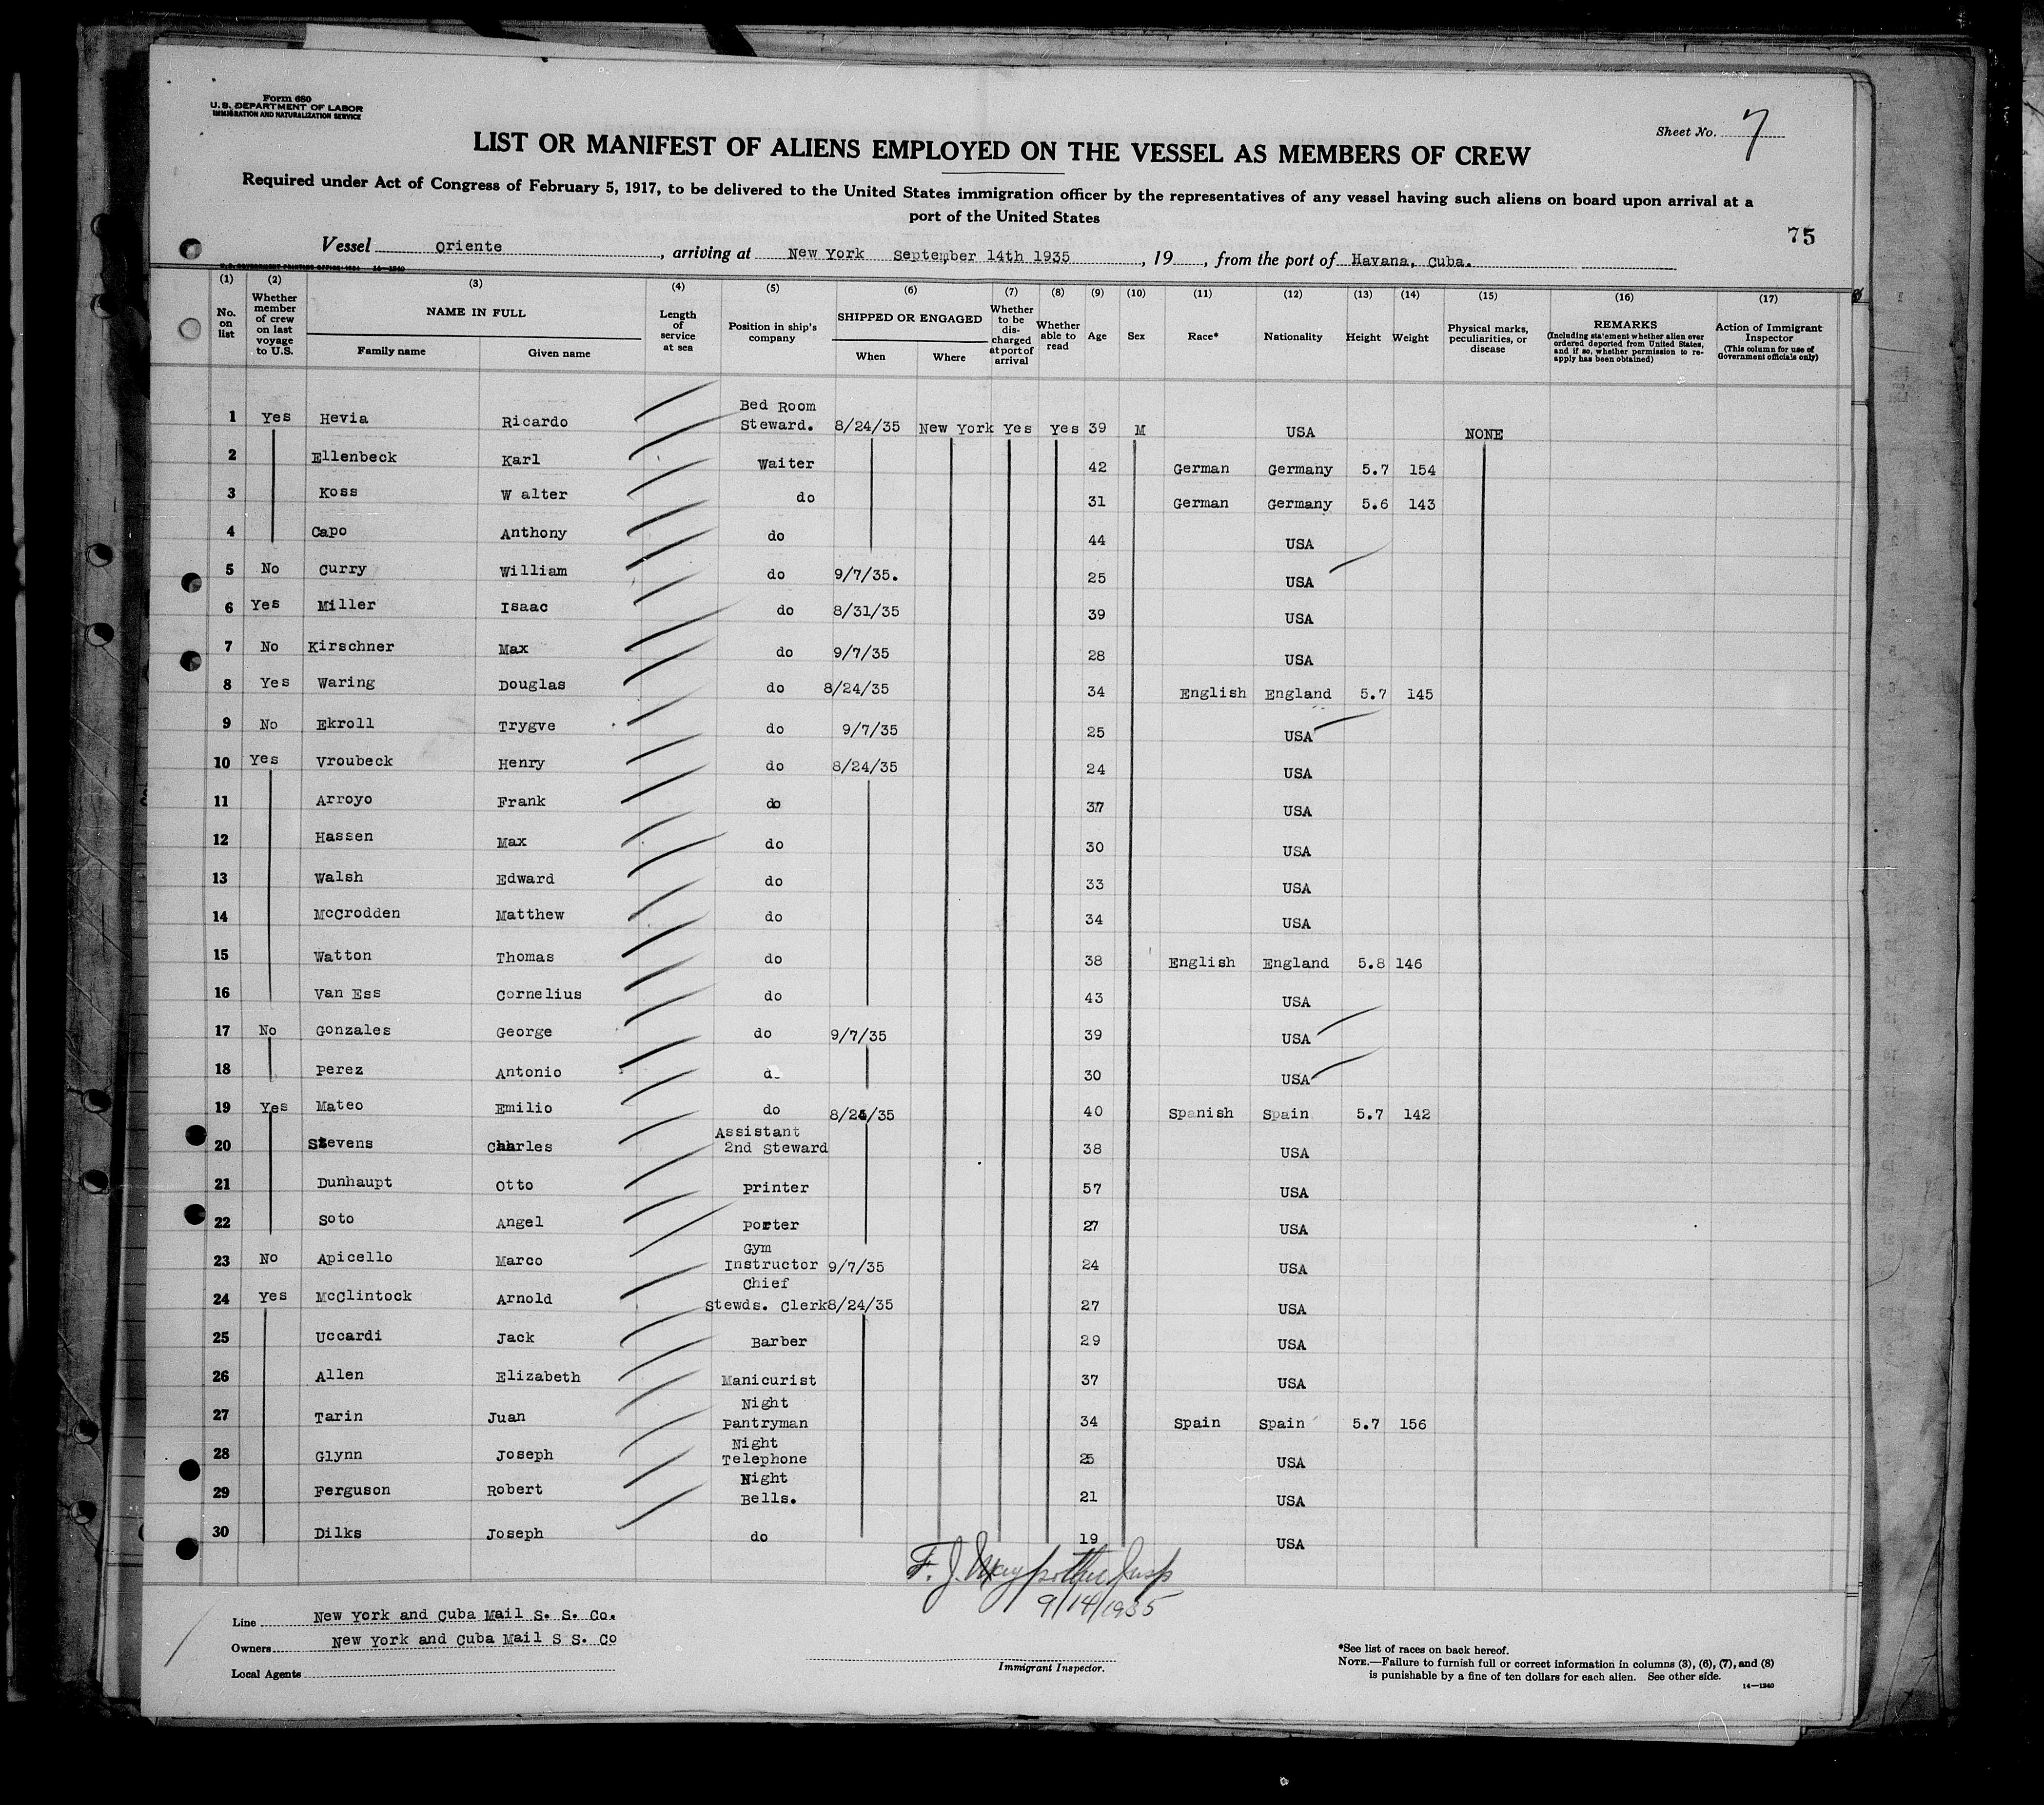 Form 680
U. S. DEPARTMENT OF LABOR
IMMIGRATION AND NATURALIZATION SERVICE
Sheet No. 7
LIST OR MANIFEST OF ALIENS EMPLOYED ON THE VESSEL AS MEMBERS OF CREW
Required under Act of Congress of February 5, 1917, to be delivered to the United States immigration officer by the representatives of any vessel having such aliens on board upon arrival at a
port of the United States
75
Vessel Oriente, arriving at New York September 14th 1935, 19, from the port of Havana, Cuba.
U. S. GOVERNMENT PRINTING OFFICE: 1934 14-1240
(1) (2) (3) (4) (5) (6) (7) (8) (9) (10) (11) (12) (13) (14) (15) (16) (17)
No. on list
Whether member of crew on last voyage to U.S.
NAME IN FULL
Family name
Given name
Length of service at sea
Position in ship's company
SHIPPED OR ENGAGED
When
Where
Whether to be discharged at port of arrival
Whether able to read
Age
Sex
Race*
Nationality
Height
Weight
Physical marks, peculiarities, or disease
REMARKS
(Including statement whether alien ever ordered deported from United States, and if so, whether permission to reapply has been obtained)
Action of Immigrant Inspector
(This column for use of Government officials only)
1 Yes Hevia Ricardo Bed Room Steward. 8/24/35 New York Yes Yes 39 M USA NONE
2 Ellenbeck Karl Waiter 42 German Germany 5.7 154
3 Koss W alter do 31 German Germany 5.6 143
4 Capo Anthony do 44 USA
5 No Curry William do 9/7/35. 25 USA
6 Yes Miller Isaac do 8/31/35 39 USA
7 No Kirschner Max do 9/7/35 28 USA
8 Yes Waring Douglas do 8/24/35 34 English England 5.7 145
9 No Ekroll Trygve do 9/7/35 25 USA
10 Yes Vroubeck Henry do 8/24/35 24 USA
11 Arroyo Frank do 37 USA
12 Hassen Max do 30 USA
13 Walsh Edward do 33 USA
14 McCrodden Matthew do 34 USA
15 Watton Thomas do 38 English England 5.8 146
16 Van Ess Cornelius do 43 USA
17 No Gonzales George do 9/7/35 39 USA
18 Perez Antonio d 30 USA
19 Yes Mateo Emilio do 8/24/35 40 Spanish Spain 5.7 142
20 Stevens Charles Assistant 2nd Steward 38 USA
21 Dunhaupt Otto Printer 57 USA
22 Soto Angel Porter 27 USA
23 No Apicello Marco Gym Instructor 9/7/35 24 USA
24 Yes McClintock Arnold Chief Stewds. Clerk 8/24/35 27 USA
25 Uccardi Jack Barber 29 USA
26 Allen Elizabeth Manicurist 37 USA
27 Tarin Juan Night Pantryman 34 Spain Spain 5.7 156
28 Glynn Joseph Night Telephone 25 USA
29 Ferguson Robert Night Bells. 21 USA
30 Dilks Joseph do 19 USA
F. J. Insp
9/14/1935
Line New York and Cuba Mail S. S. Co.
Owners New York and Cuba Mail S S. Co
Local Agents
Immigrant Inspector.
*See list of races on back hereof.
NOTE.—Failure to furnish full or correct information in columns (3), (6), (7), and (8)
is punishable by a fine of ten dollars for each alien. See other side.
14—1240